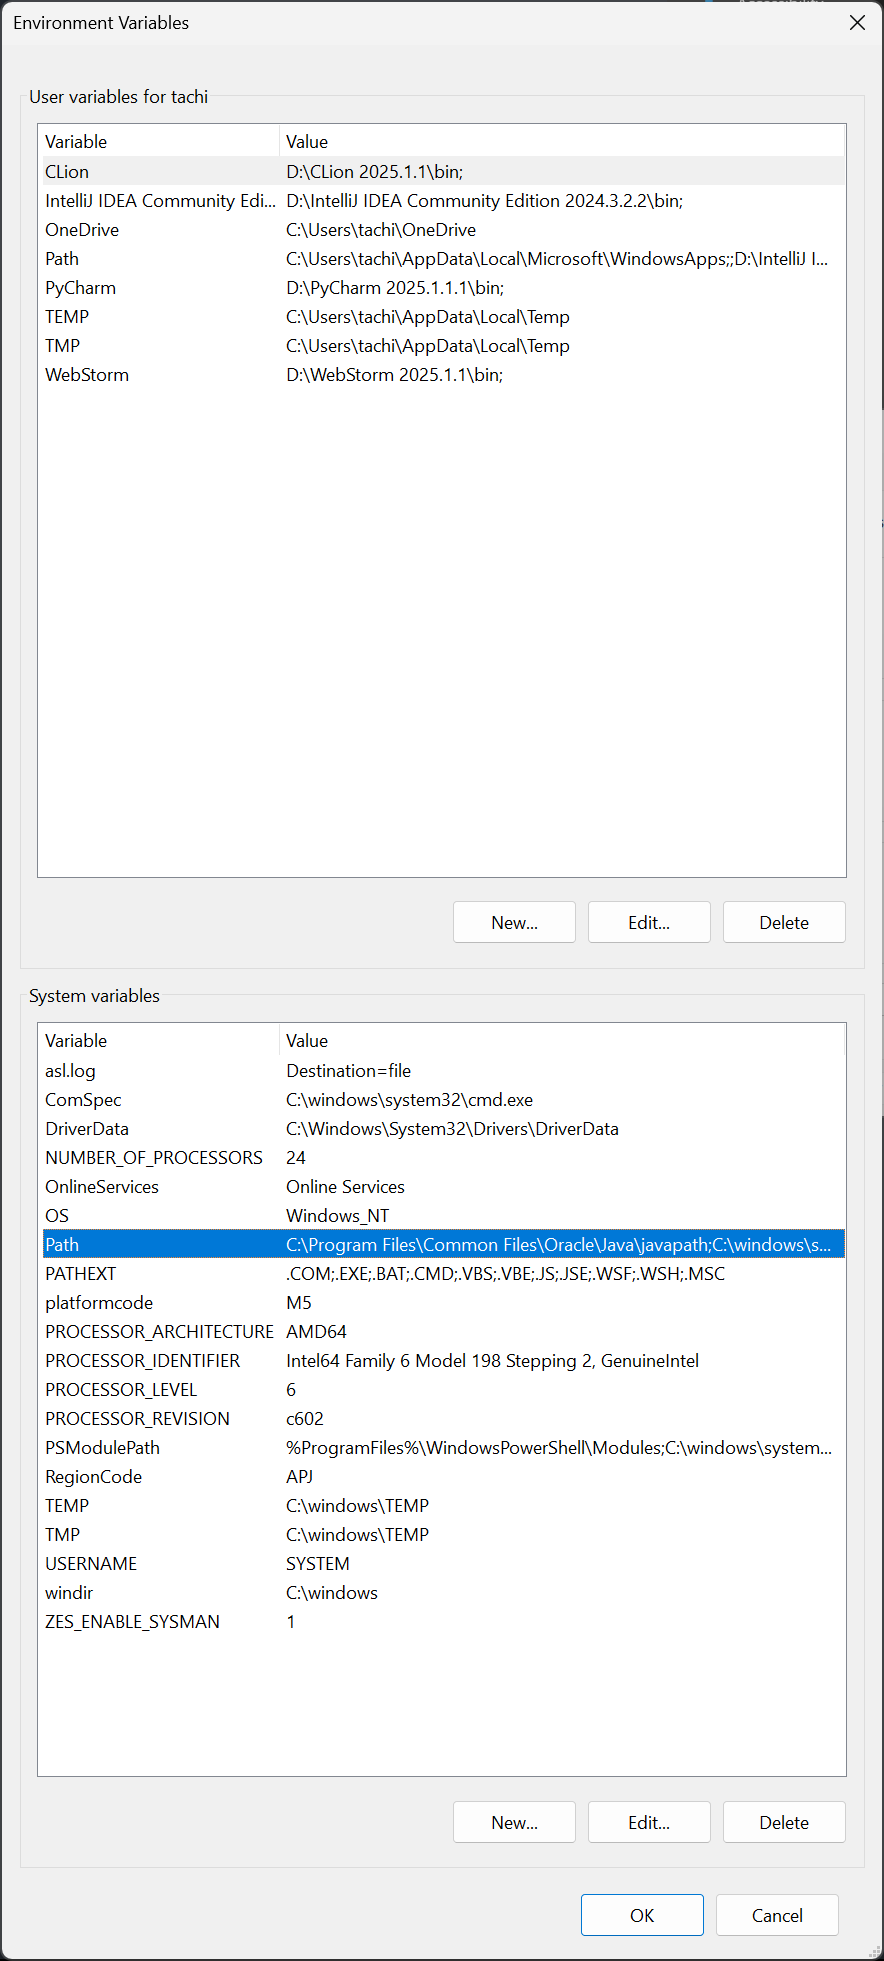 Environment Variables
User variables for tachi
Variable Value
CLion D:\CLion 2025.1.1\bin;
IntelliJ IDEA Community Edi... D:\IntelliJ IDEA Community Edition 2024.3.2.2\bin;
OneDrive C:\Users\tachi\OneDrive
Path C:\Users\tachi\AppData\Local\Microsoft\WindowsApps;;D:\IntelliJ I...
PyCharm D:\PyCharm 2025.1.1.1\bin;
TEMP C:\Users\tachi\AppData\Local\Temp
TMP C:\Users\tachi\AppData\Local\Temp
WebStorm D:\WebStorm 2025.1.1\bin;
New... Edit... Delete
System variables
Variable Value
asl.log Destination=file
ComSpec C:\windows\system32\cmd.exe
DriverData C:\Windows\System32\Drivers\DriverData
NUMBER_OF_PROCESSORS 24
OnlineServices Online Services
OS Windows_NT
Path C:\Program Files\Common Files\Oracle\Java\javapath;C:\windows\s...
PATHEXT .COM;.EXE;.BAT;.CMD;.VBS;.VBE;.JS;.JSE;.WSF;.WSH;.MSC
platformcode M5
PROCESSOR_ARCHITECTURE AMD64
PROCESSOR_IDENTIFIER Intel64 Family 6 Model 198 Stepping 2, GenuineIntel
PROCESSOR_LEVEL 6
PROCESSOR_REVISION c602
PSModulePath %ProgramFiles%\WindowsPowerShell\Modules;C:\windows\system...
RegionCode APJ
TEMP C:\windows\TEMP
TMP C:\windows\TEMP
USERNAME SYSTEM
windir C:\windows
ZES_ENABLE_SYSMAN 1
New... Edit... Delete
OK Cancel